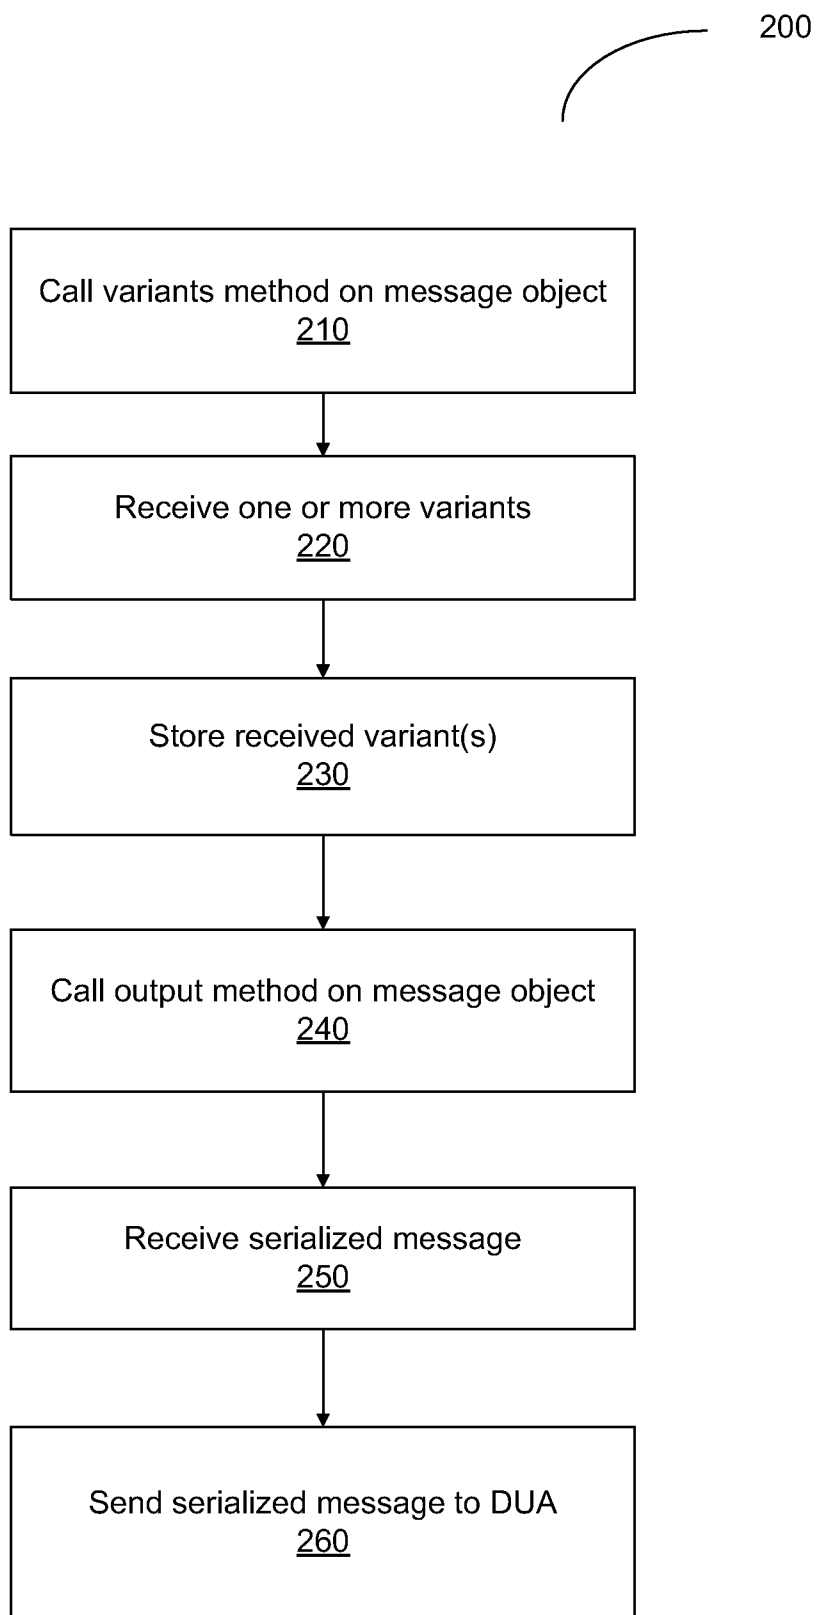 200
Call variants method on message object
210
Receive one or more variants
220
Store received variant(s)
230
Call output method on message object
240
Receive serialized message
250
Send serialized message to DUA
260